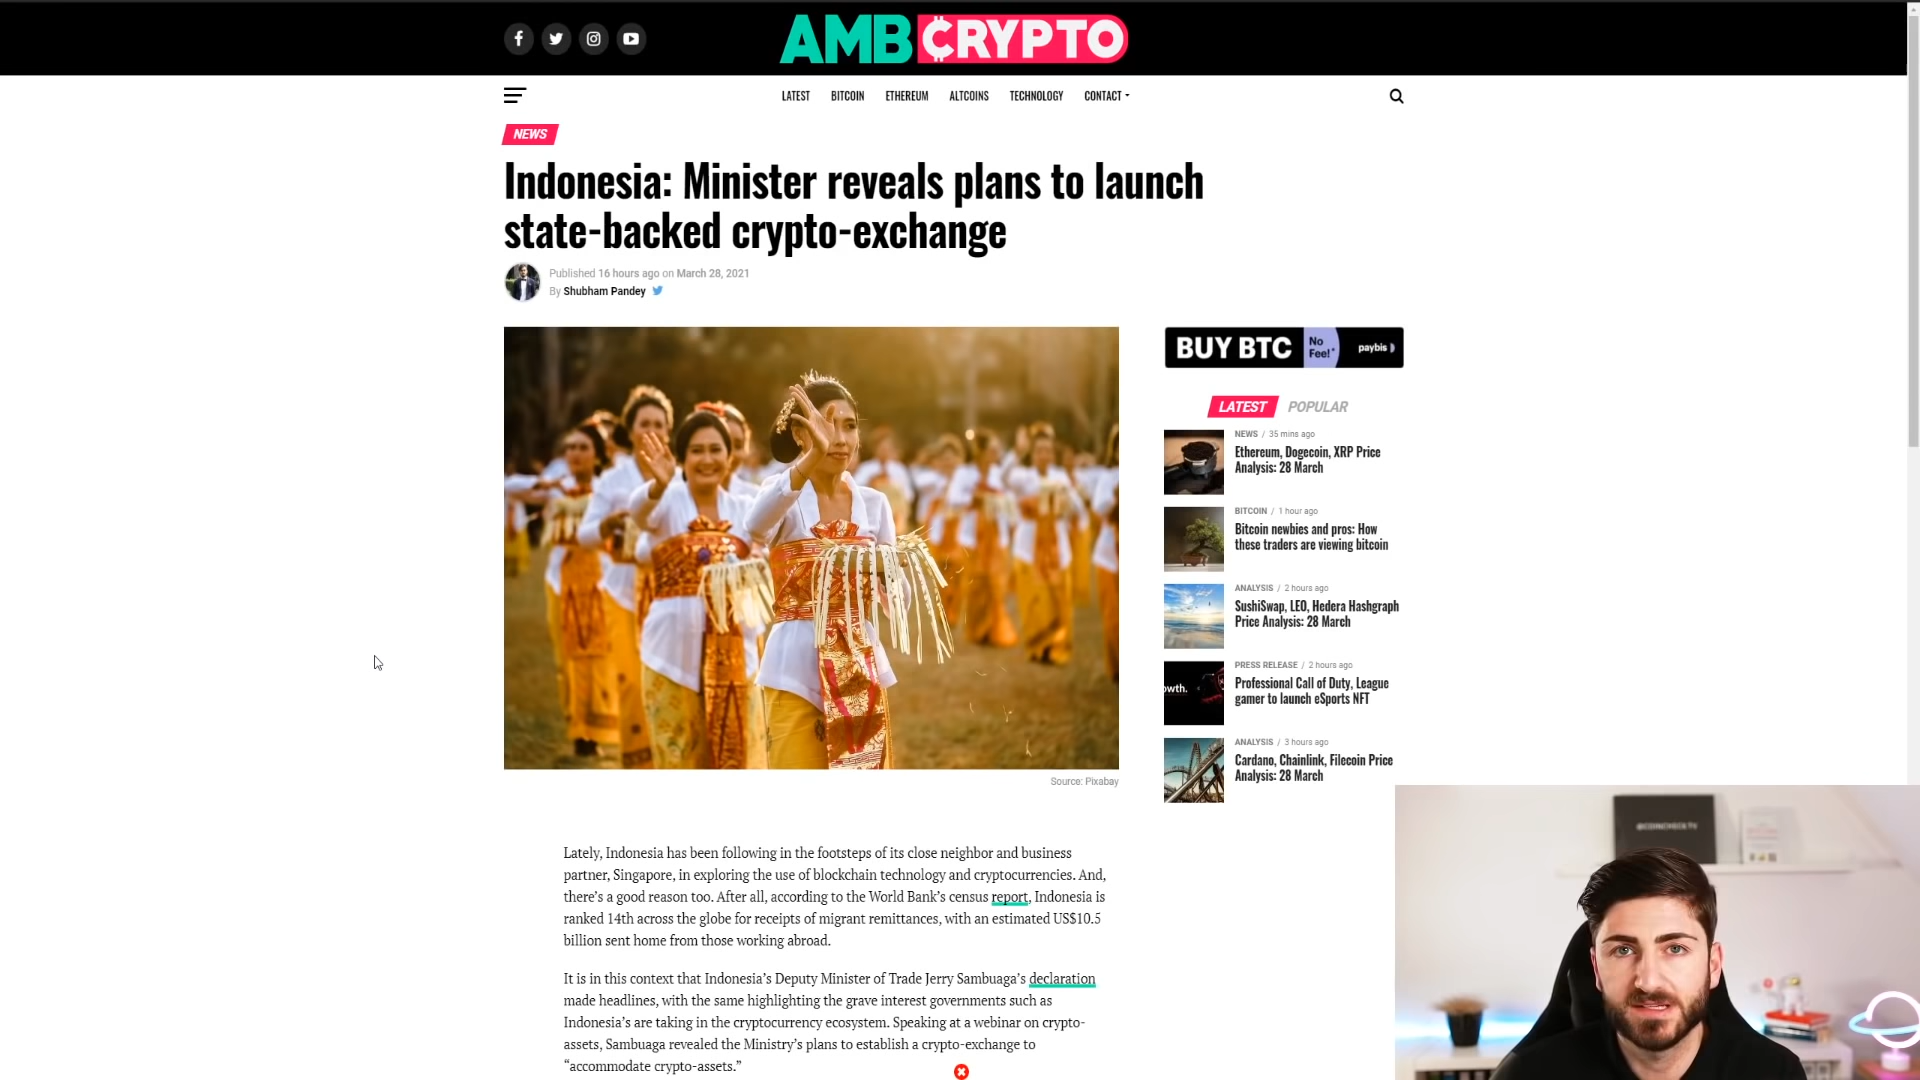 AMBCRYPTO
LATEST BITCOIN ETHEREUM ALTCOINS TECHNOLOGY CONTACT
NEWS
Indonesia: Minister reveals plans to launch
state-backed crypto-exchange
Published 16 hours ago on March 28, 2021
By Shubham Pandey
BUY BTC No Fee!* paybis
LATEST POPULAR
NEWS / 35 mins ago
Ethereum, Dogecoin, XRP Price
Analysis: 28 March
BITCOIN / 1 hour ago
Bitcoin newbies and pros: How
these traders are viewing bitcoin
ANALYSIS / 2 hours ago
SushiSwap, LEO, Hedera Hashgraph
Price Analysis: 28 March
owth.
PRESS RELEASE / 2 hours ago
Professional Call of Duty, League
gamer to launch eSports NFT
ANALYSIS / 3 hours ago
Cardano, Chainlink, Filecoin Price
Analysis: 28 March
Source: Pixabay
Lately, Indonesia has been following in the footsteps of its close neighbor and business
partner, Singapore, in exploring the use of blockchain technology and cryptocurrencies. And,
there's a good reason too. After all, according to the World Bank's census report, Indonesia is
ranked 14th across the globe for receipts of migrant remittances, with an estimated US$10.5
billion sent home from those working abroad.
It is in this context that Indonesia's Deputy Minister of Trade Jerry Sambuaga's declaration
made headlines, with the same highlighting the grave interest governments such as
Indonesia's are taking in the cryptocurrency ecosystem. Speaking at a webinar on crypto-
assets, Sambuaga revealed the Ministry's plans to establish a crypto-exchange to
“accommodate crypto-assets.”